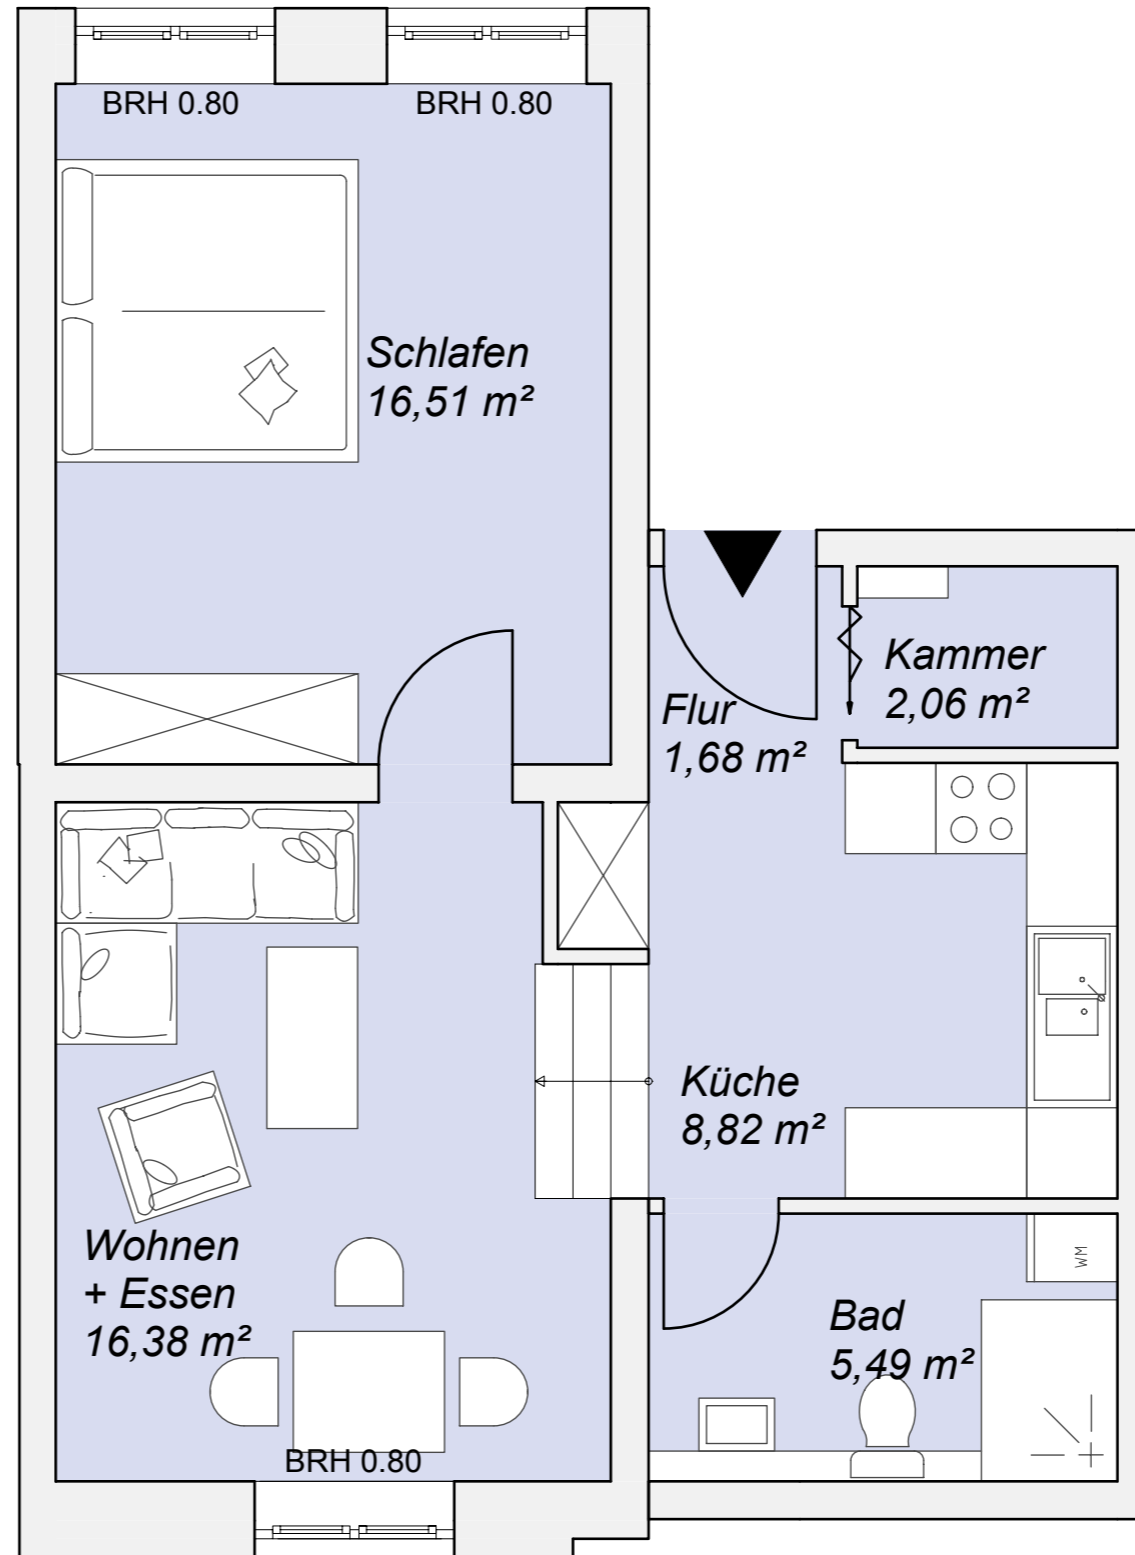 BRH 0.80
BRH 0.80
Schlafen
16,51 m²
Kammer
2,06 m²
Flur
1,68 m²
Küche
8,82 m²
Wohnen
+ Essen
16,38 m²
WM
Bad
5,49 m²
BRH 0.80